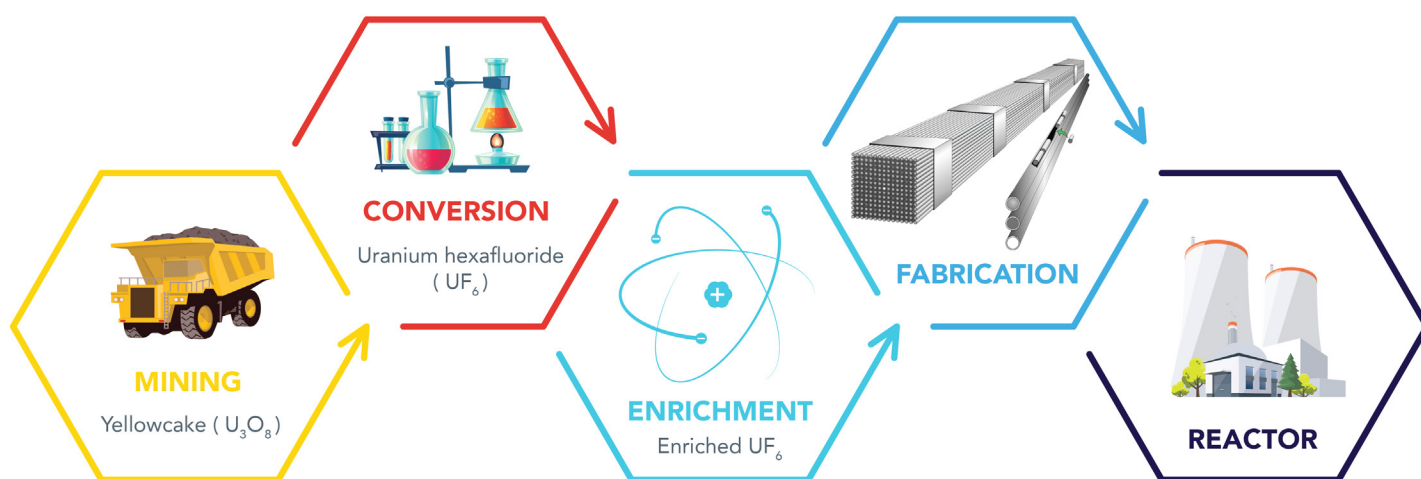 MINING
Yellowcake ( U₃O₈)
CONVERSION
Uranium hexafluoride
( UF₆)
ENRICHMENT
Enriched UF₆
FABRICATION
REACTOR